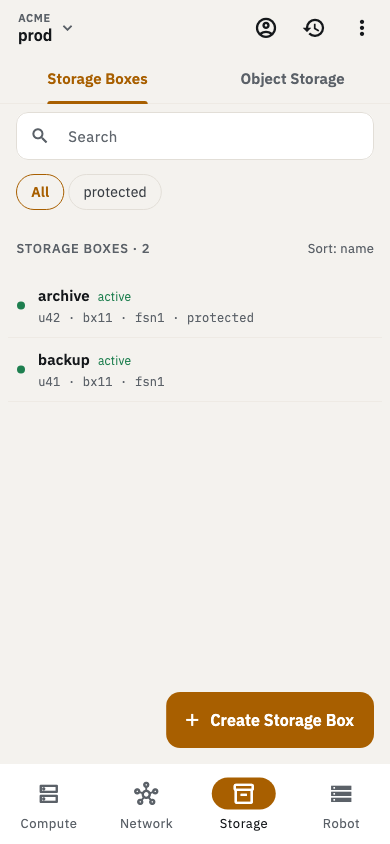 ACME
prod
Storage Boxes
Object Storage
Search
All
protected
STORAGE BOXES · 2
Sort: name
archive active
u42 · bx11 · fsn1 · protected
backup active
u41 · bx11 · fsn1
+ Create Storage Box
Compute
Network
Storage
Robot